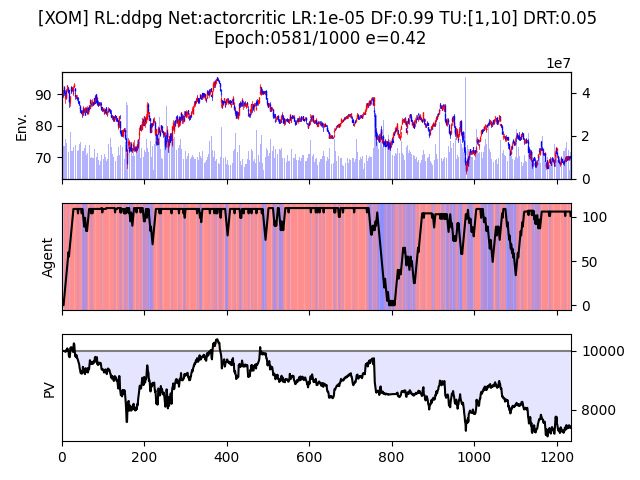 [XOM] RL:ddpg Net:actorcritic LR:1e-05 DF:0.99 TU:[1,10] DRT:0.05
Epoch:0581/1000 e=0.42
1e7
Env.
90
80
70
4
2
0
Agent
100
50
0
PV
10000
8000
0 200 400 600 800 1000 1200